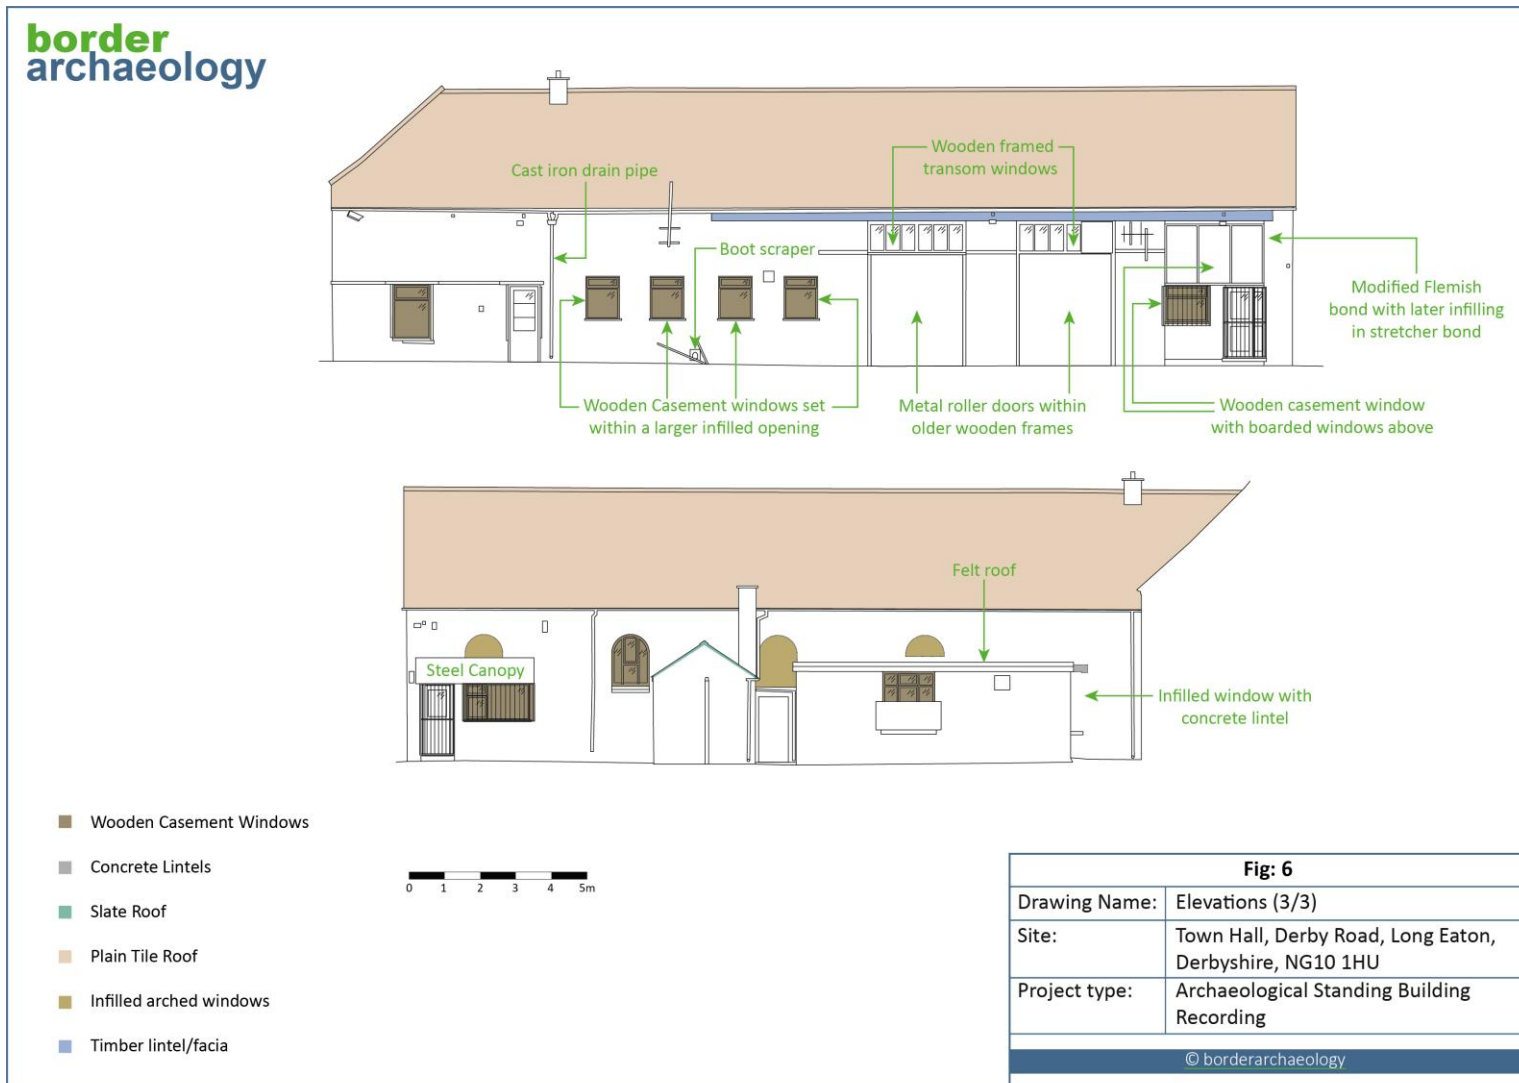 border
archaeology
Wooden framed
transom windows
Cast iron drain pipe
Boot scraper
Modified Flemish
bond with later infilling
in stretcher bond
Wooden Casement windows set
within a larger infilled opening
Metal roller doors within
older wooden frames
Wooden casement window
with boarded windows above
Felt roof
Steel Canopy
Infilled window with
concrete lintel
Wooden Casement Windows
Concrete Lintels
Slate Roof
Plain Tile Roof
Infilled arched windows
Timber lintel/facia
0 1 2 3 4 5m
Fig: 6
Drawing Name: Elevations (3/3)
Site: Town Hall, Derby Road, Long Eaton,
Derbyshire, NG10 1HU
Project type: Archaeological Standing Building
Recording
© borderarchaeology